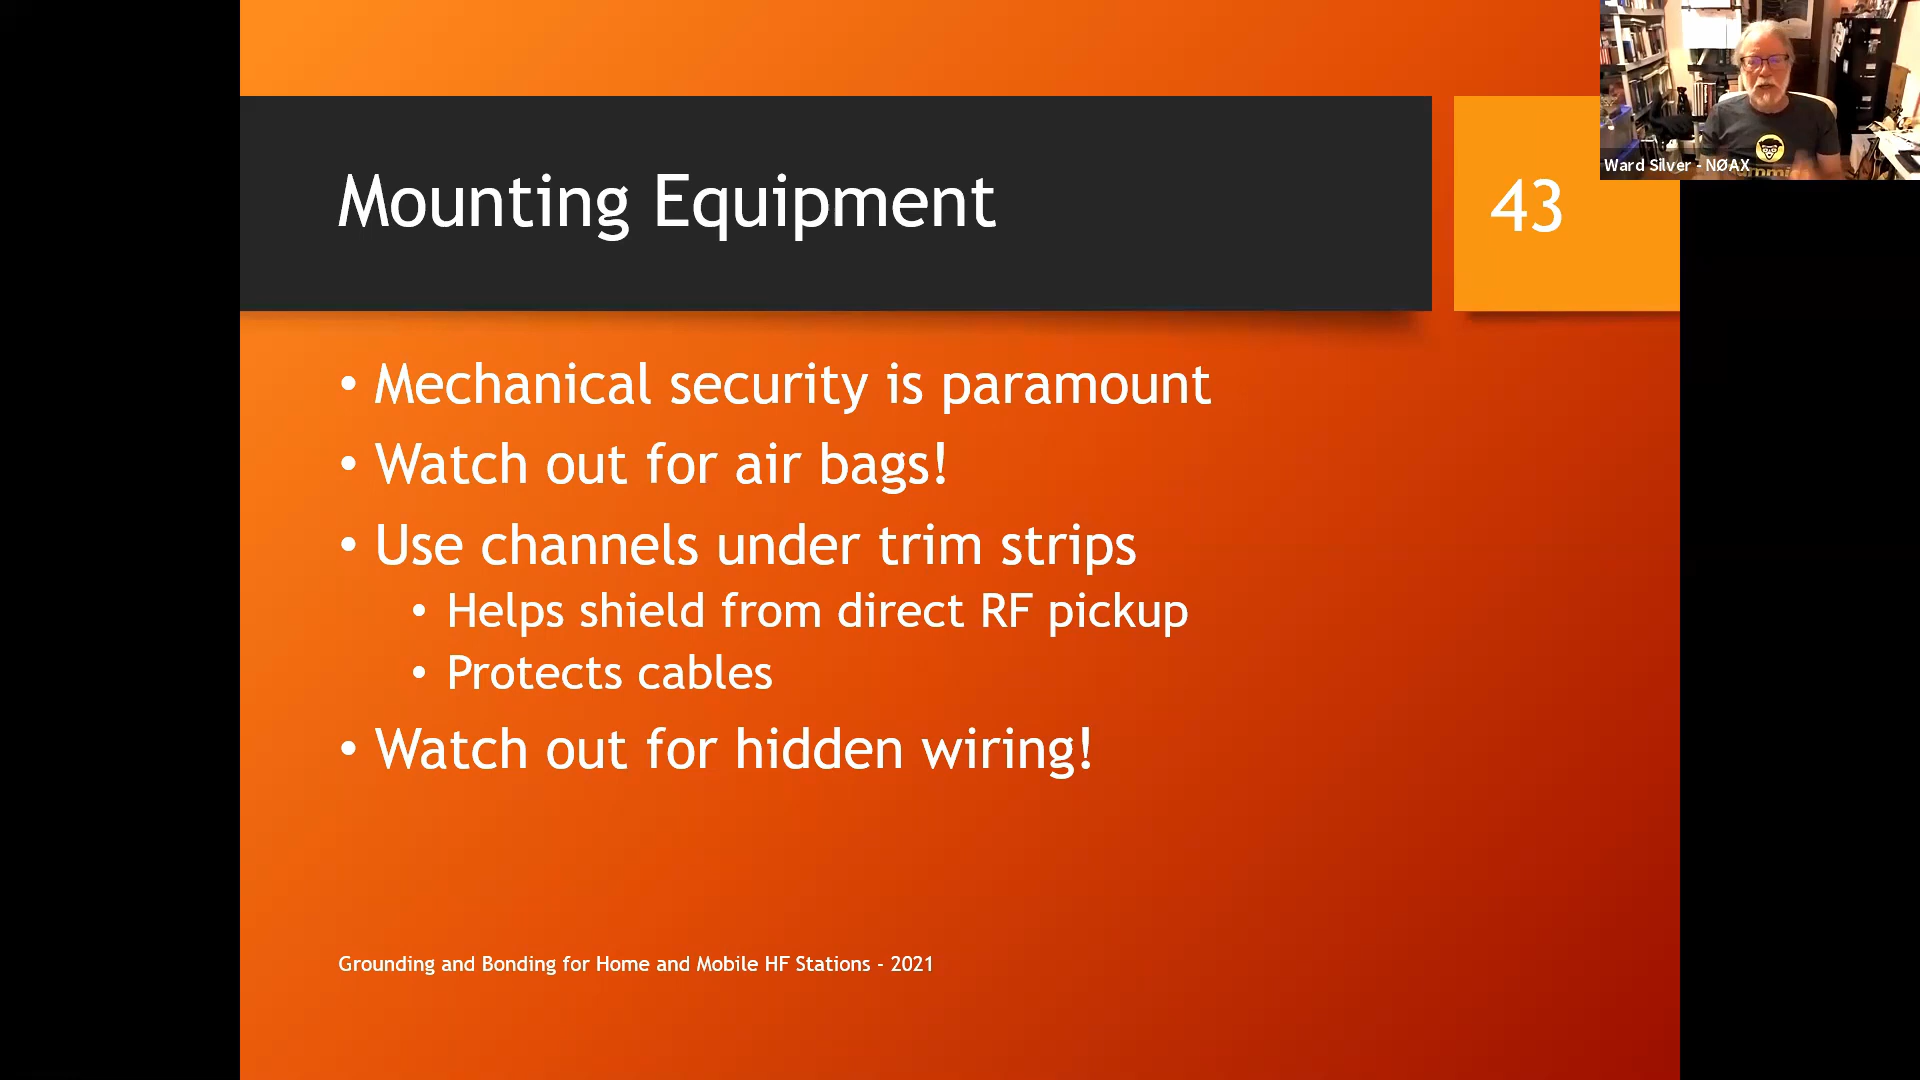 Mounting Equipment
43
Ward Silver - NØAX
• Mechanical security is paramount
• Watch out for air bags!
• Use channels under trim strips
• Helps shield from direct RF pickup
• Protects cables
• Watch out for hidden wiring!
Grounding and Bonding for Home and Mobile HF Stations - 2021